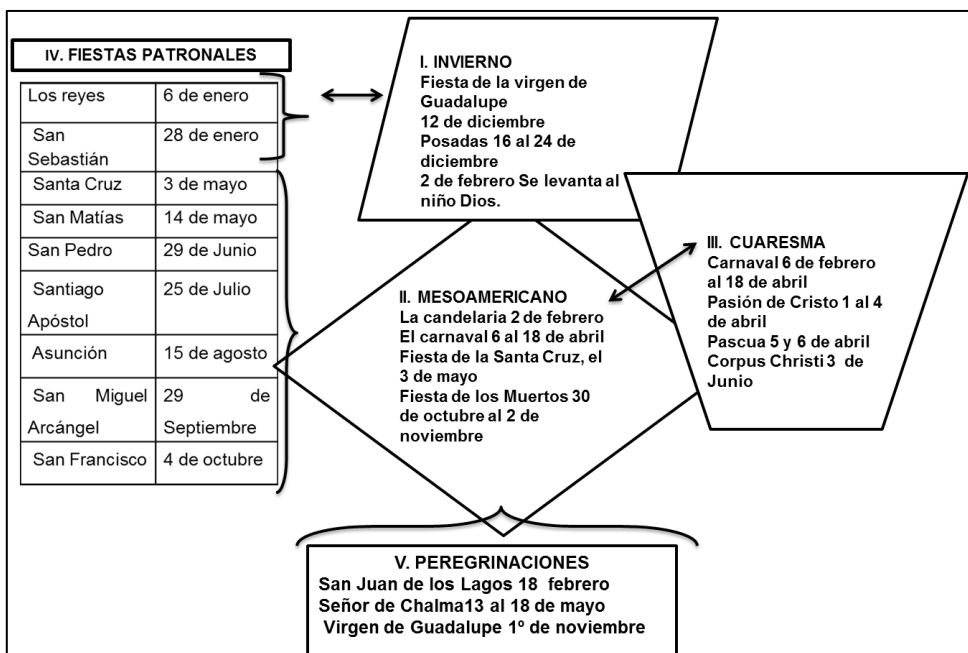 IV. FIESTAS PATRONALES
Los reyes 6 de enero
San 28 de enero
Sebastián
Santa Cruz 3 de mayo
San Matías 14 de mayo
San Pedro 29 de Junio
Santiago 25 de Julio
Apóstol
Asunción 15 de agosto
San Miguel 29 de
Arcángel Septiembre
San Francisco 4 de octubre
I. INVIERNO
Fiesta de la virgen de
Guadalupe
12 de diciembre
Posadas 16 al 24 de
diciembre
2 de febrero Se levanta al
niño Dios.
II. MESOAMERICANO
La candelaria 2 de febrero
El carnaval 6 al 18 de abril
Fiesta de la Santa Cruz, el
3 de mayo
Fiesta de los Muertos 30
de octubre al 2 de
noviembre
III. CUARESMA
Carnaval 6 de febrero
al 18 de abril
Pasión de Cristo 1 al 4
de abril
Pascua 5 y 6 de abril
Corpus Christi 3 de
Junio
V. PEREGRINACIONES
San Juan de los Lagos 18 febrero
Señor de Chalma13 al 18 de mayo
Virgen de Guadalupe 1º de noviembre